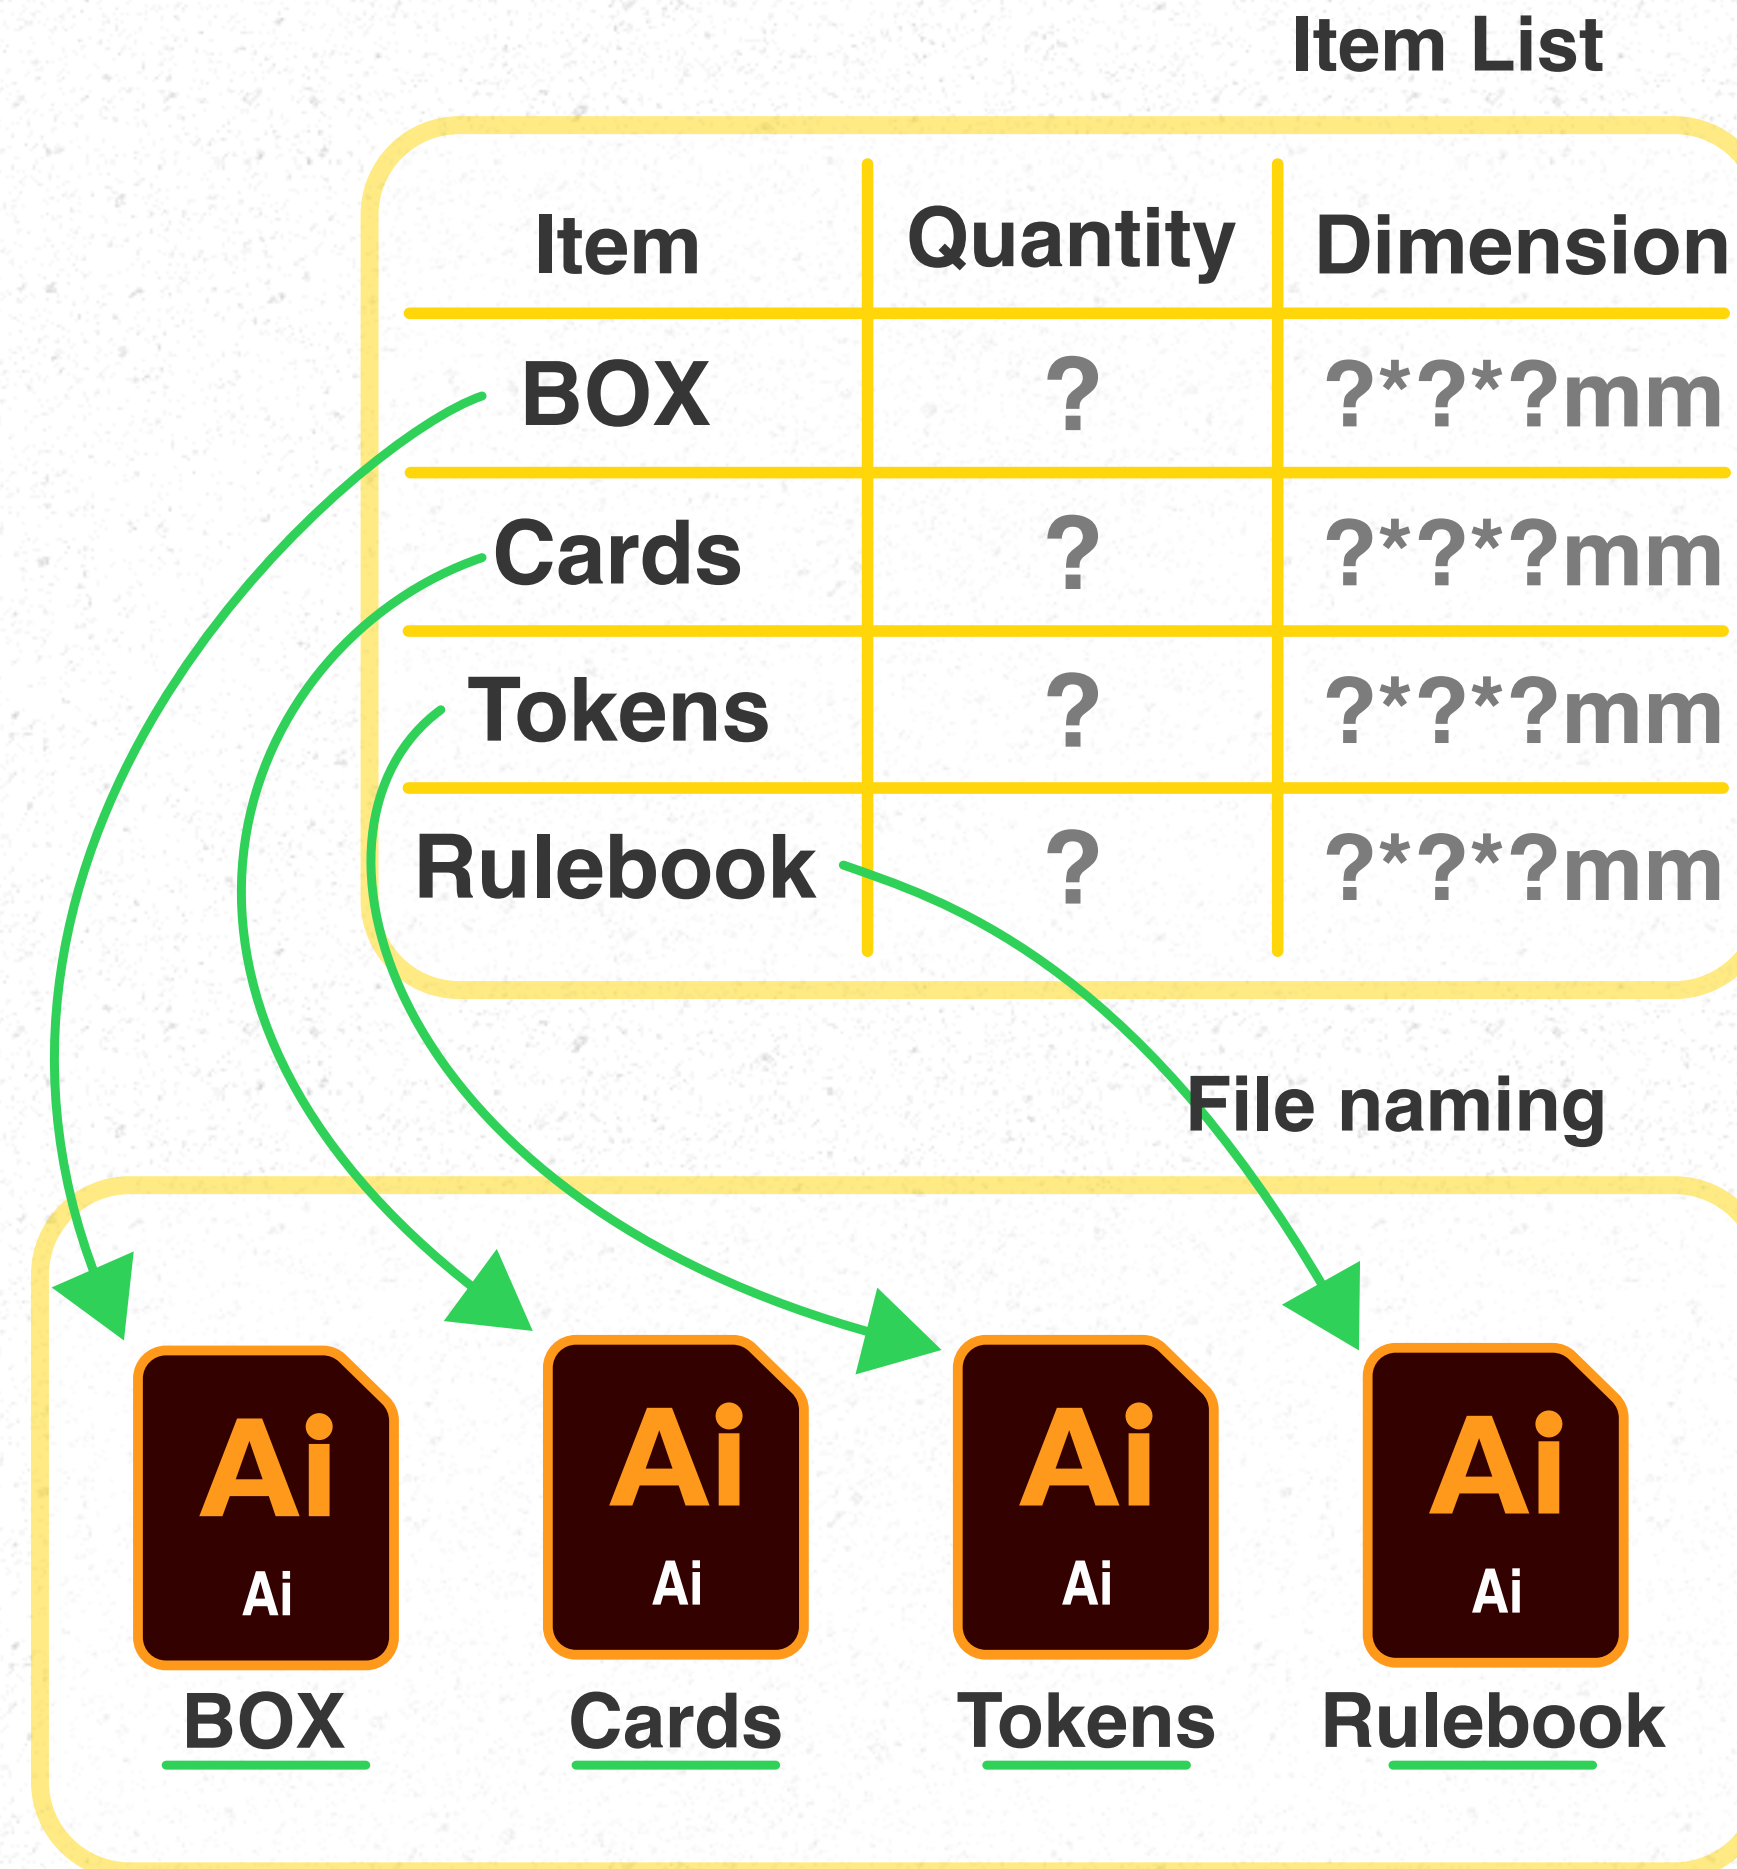 Item List
Item Quantity Dimension
BOX ? ?*?*?mm
Cards ? ?*?*?mm
Tokens ? ?*?*?mm
Rulebook ? ?*?*?mm
File naming
Ai Ai Ai Ai
Ai Ai Ai Ai
BOX Cards Tokens Rulebook